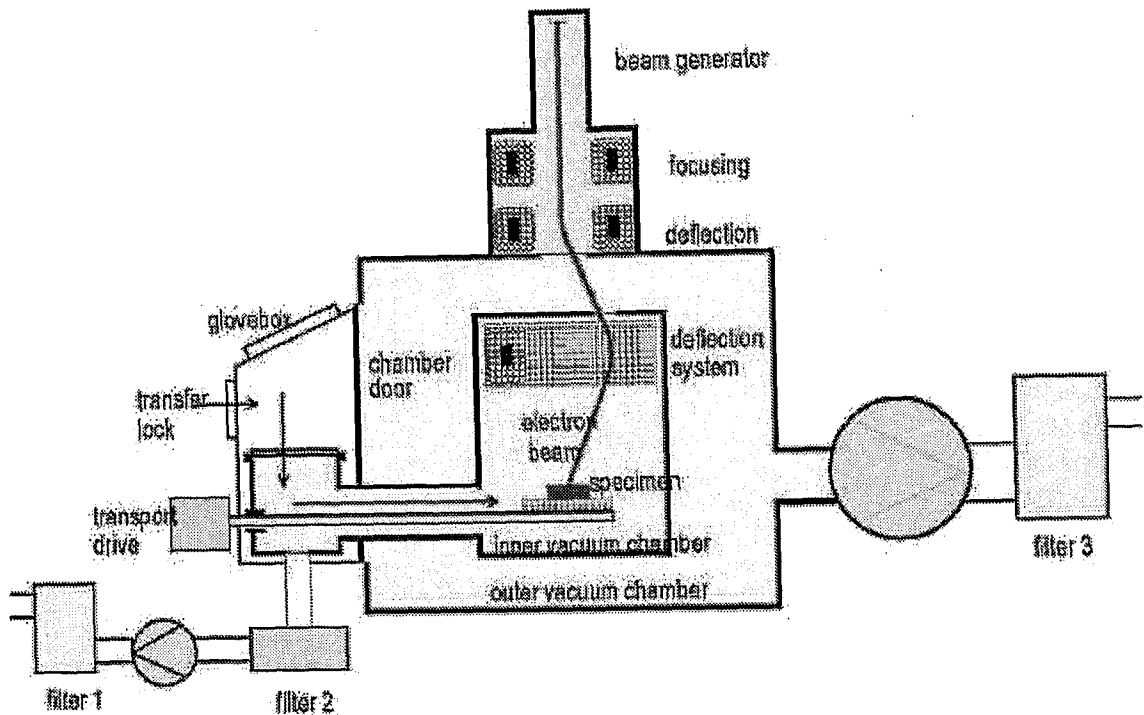 beam generator
focusing
deflection
glovebox
chamber
door
deflection
system
transfer
lock
electron
beam
specimen
transport
drive
inner vacuum chamber
filter 3
outer vacuum chamber
filter 1
filter 2